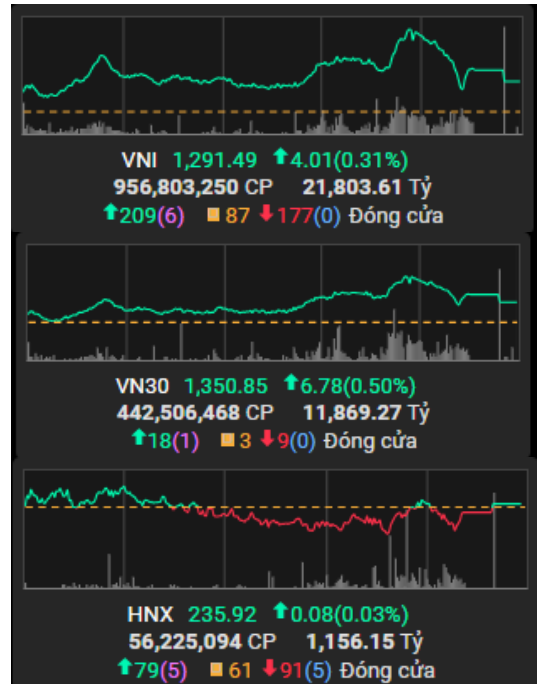 VNI 1,291.49 ⬆4.01(0.31%)
956,803,250 CP 21,803.61 Tỷ
⬆209(6) ■87 ⬇177(0) Đóng cửa
VN30 1,350.85 ⬆6.78(0.50%)
442,506,468 CP 11,869.27 Tỷ
⬆18(1) ■3 ⬇9(0) Đóng cửa
HNX 235.92 ⬆0.08(0.03%)
56,225,094 CP 1,156.15 Tỷ
⬆79(5) ■61 ⬇91(5) Đóng cửa